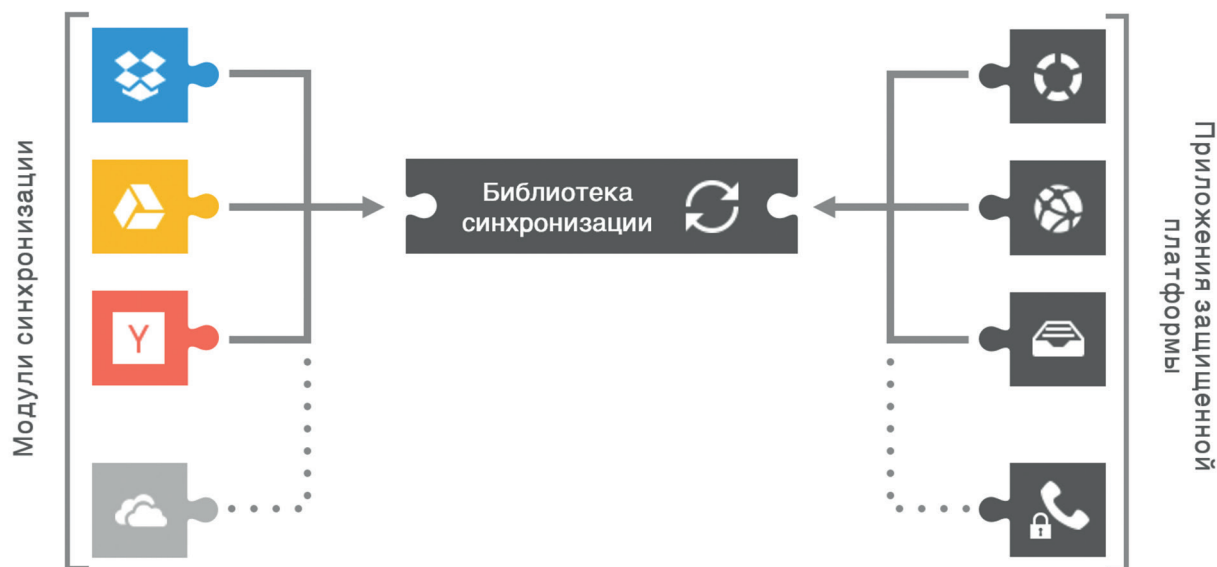 Модули синхронизации
Y
Библиотека
синхронизации
Приложения защищенной
платформы